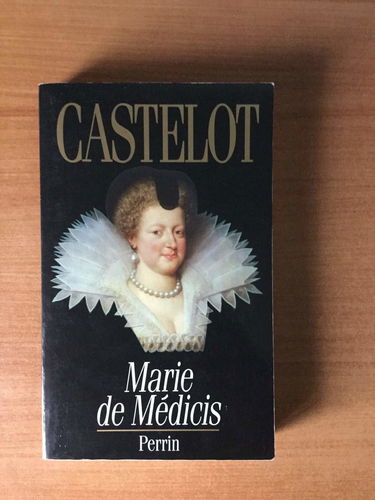 CASTELOT
Marie
de Médicis
Perrin